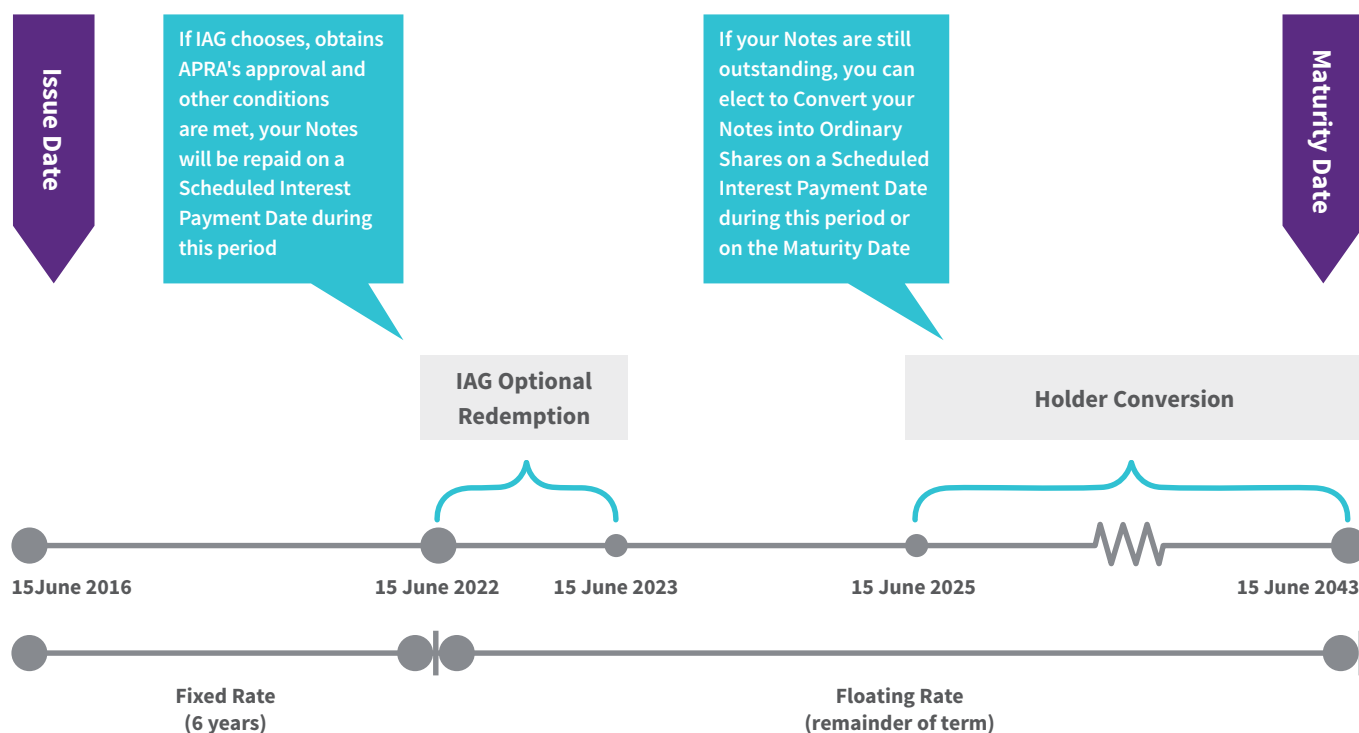 Issue Date
If IAG chooses, obtains
APRA's approval and
other conditions
are met, your Notes
will be repaid on a
Scheduled Interest
Payment Date during
this period
If your Notes are still
outstanding, you can
elect to Convert your
Notes into Ordinary
Shares on a Scheduled
Interest Payment Date
during this period or
on the Maturity Date
Maturity Date
IAG Optional
Redemption
Holder Conversion
15June 2016
15 June 2022
15 June 2023
15 June 2025
15 June 2043
Fixed Rate
(6 years)
Floating Rate
(remainder of term)